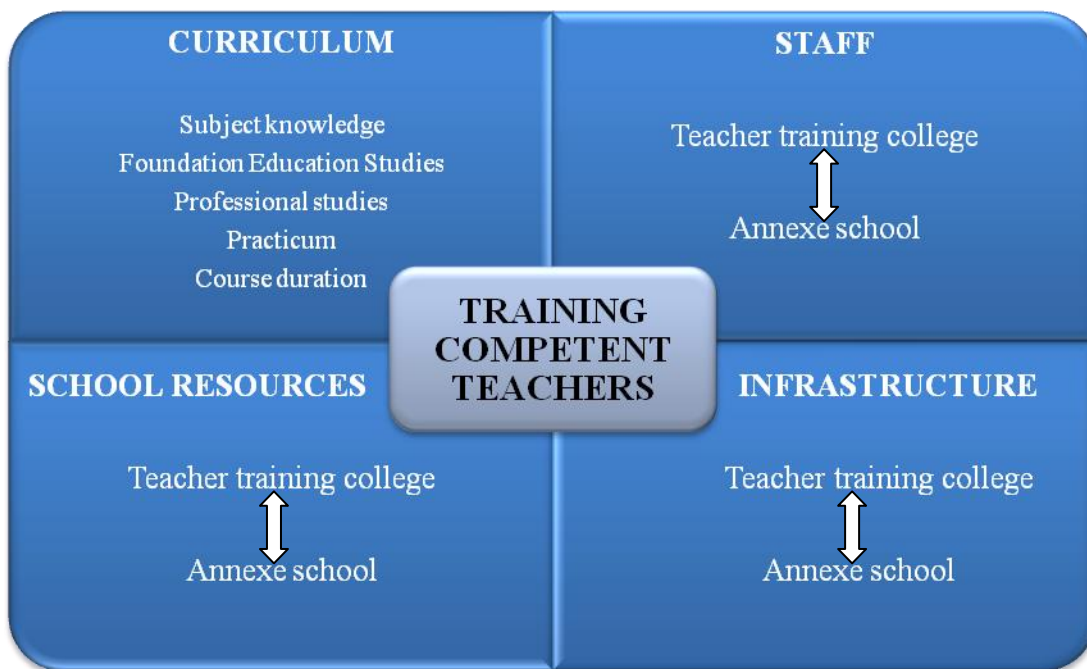 CURRICULUM
Subject knowledge
Foundation Education Studies
Professional studies
Practicum
Course duration
STAFF
Teacher training college
Annexe school
TRAINING
COMPETENT
TEACHERS
SCHOOL RESOURCES
Teacher training college
Annexe school
INFRASTRUCTURE
Teacher training college
Annexe school